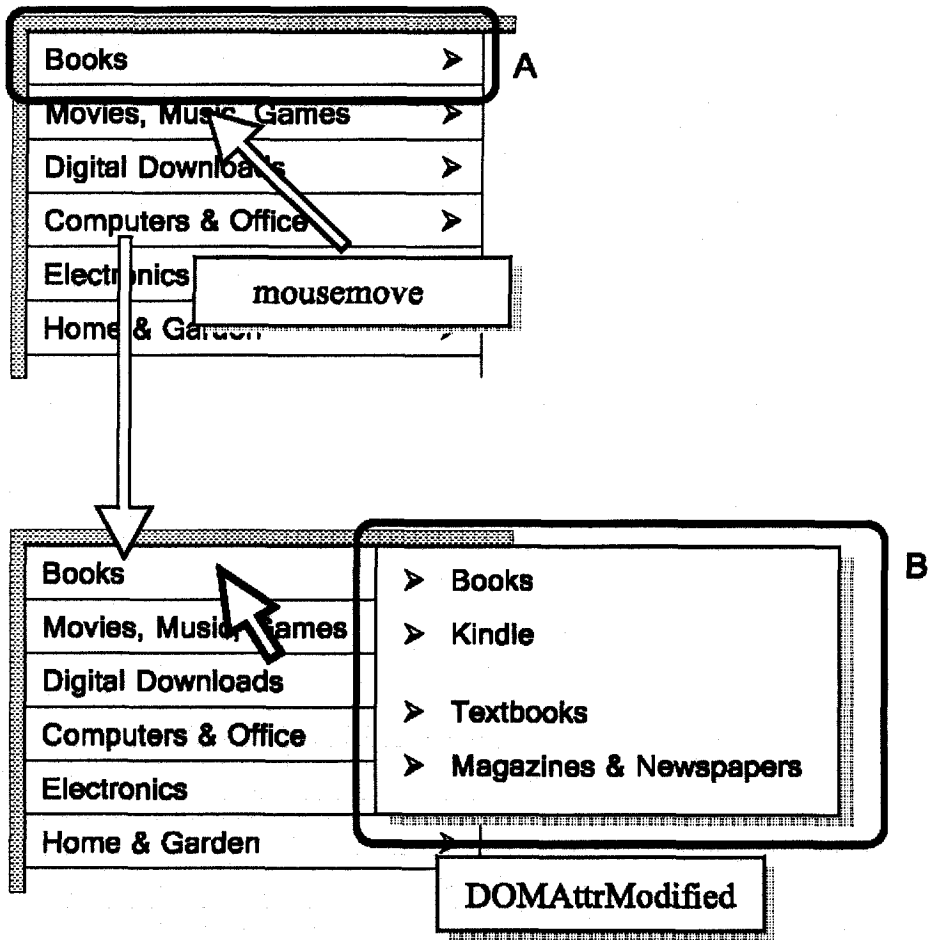 Books
A
Movies, Music, Games
Digital Downloads
Computers & Office
Electronics
mousemove
Home & Garden
Books
Movies, Music, Games
Digital Downloads
Computers & Office
Electronics
Home & Garden
Books
Kindle
Textbooks
Magazines & Newspapers
B
DOMAttrModified